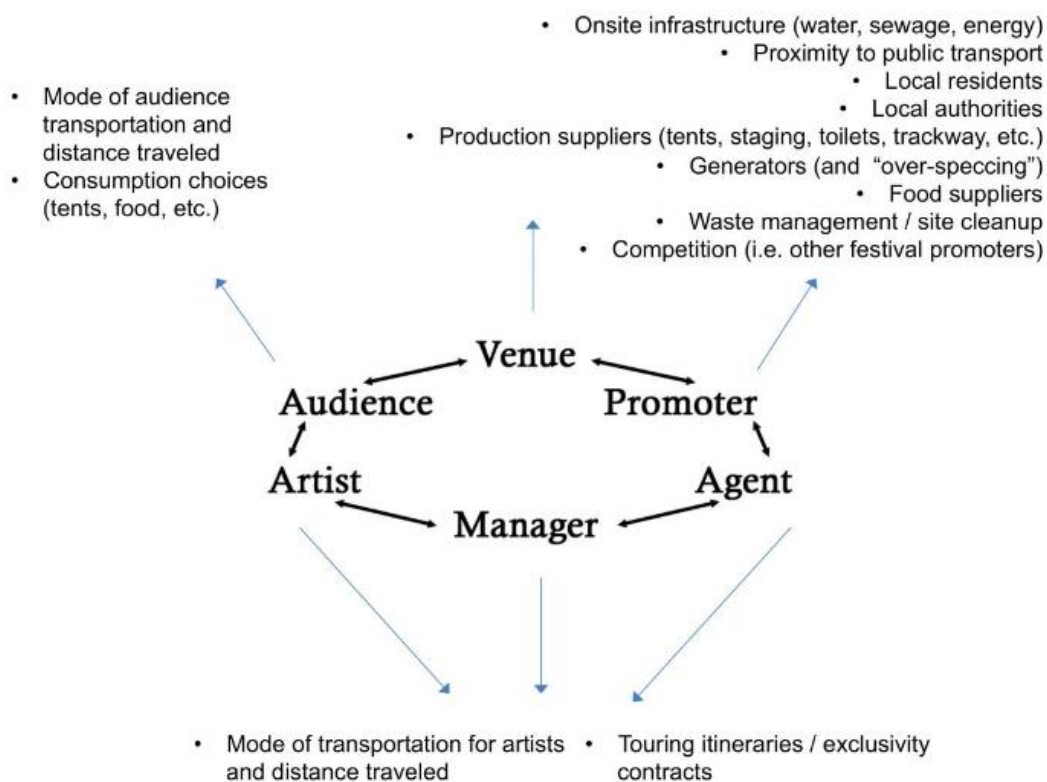 • Onsite infrastructure (water, sewage, energy)
• Proximity to public transport
• Local residents
• Local authorities
• Production suppliers (tents, staging, toilets, trackway, etc.)
• Generators (and “over-speccing”)
• Food suppliers
• Waste management / site cleanup
• Competition (i.e. other festival promoters)
• Mode of audience
transportation and
distance traveled
• Consumption choices
(tents, food, etc.)
Venue
Audience
Promoter
Artist
Agent
Manager
• Mode of transportation for artists
and distance traveled
• Touring itineraries / exclusivity
contracts